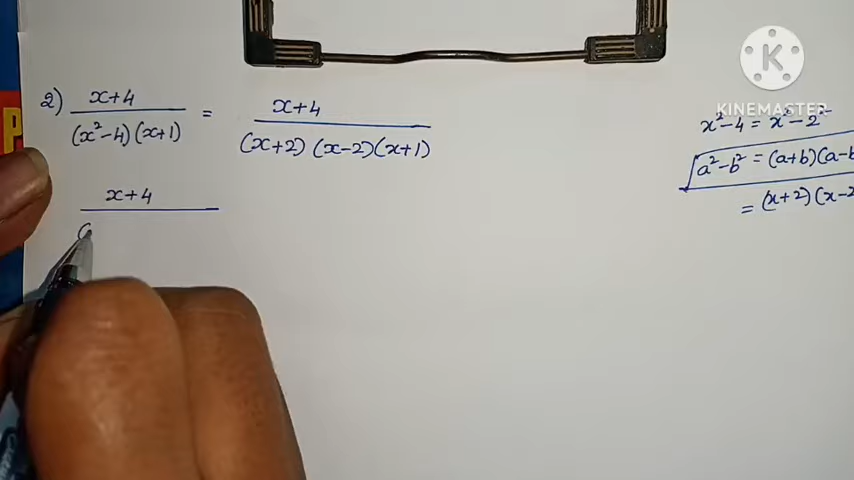 2) x+4 / (x²-4)(x+1) = x+4 / (x+2)(x-2)(x+1)
x+4
(
x²-4 = x²-2²
a²-b² = (a+b)(a-b
= (x+2)(x-2
K
KINEMASTER
P